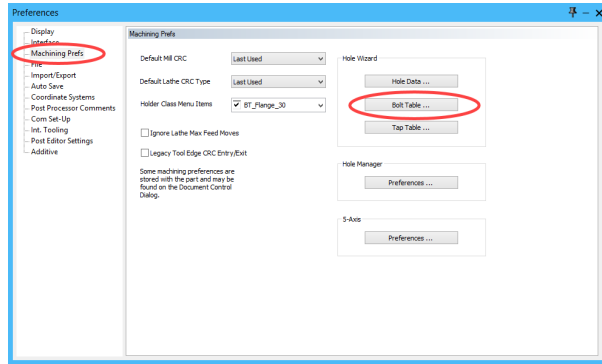 Preferences
Display
Interface
Machining Prefs
File
Import/Export
Auto Save
Coordinate Systems
Post Processor Comments
Com Set-Up
Int. Tooling
Post Editor Settings
Additive
Machining Prefs
Default Mill CRC
Last Used
Default Lathe CRC Type
Last Used
Holder Class Menu Items
BT_Flange_30
Ignore Lathe Max Feed
Moves
Legacy Tool Edge CRC
Entry/Exit
Some machining preferences are
stored with the part and may be
found on the Document Control
Dialog.
Hole Wizard
Hole Data ...
Bolt Table ...
Tap Table ...
Hole Manager
Preferences ...
5-Axis
Preferences ...